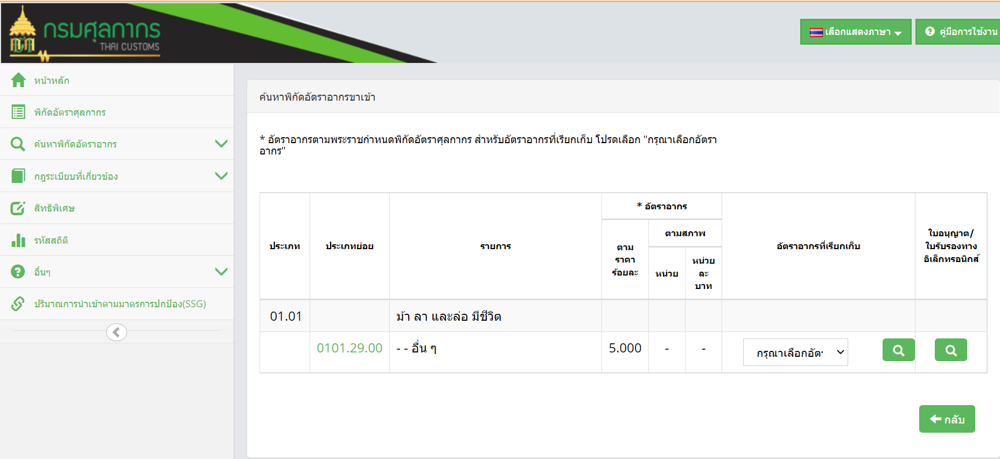 กรมศุลกากร
THAI CUSTOMS
เลือกแสดงภาษา
คู่มือการใช้งาน
หน้าหลัก
พิกัดอัตราศุลกากร
ค้นหาพิกัดอัตราอากร
กฎระเบียบที่เกี่ยวข้อง
สิทธิพิเศษ
รหัสสถิติ
อื่นๆ
ปริมาณการนำเข้าตามมาตรการปกป้อง(SSG)
ค้นหาพิกัดอัตราอากรขาเข้า
* อัตราอากรตามพระราชกำหนดพิกัดอัตราศุลกากร สำหรับอัตราอากรที่เรียกเก็บ โปรดเลือก "กรุณาเลือกอัตรา
อากร"
ประเภท
ประเภทย่อย
รายการ
* อัตราอากร
ตาม
ราคา
ร้อยละ
ตามสภาพ
หน่วย
หน่วย
ละ
บาท
อัตราอากรที่เรียกเก็บ
ใบอนุญาต/
ใบรับรองทาง
อิเล็กทรอนิกส์
01.01 ม้า ลา และล่อ มีชีวิต
0101.29.00 - - อื่น ๆ 5.000 - - กรุณาเลือกอัตร
กลับ